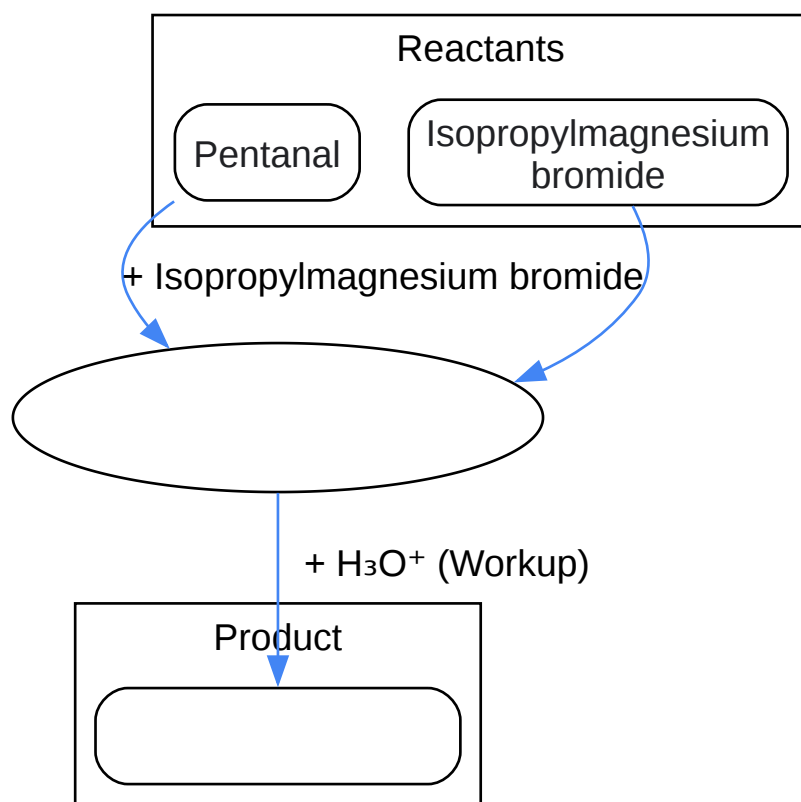 Reactants
Pentanal
Isopropylmagnesium
bromide
+ Isopropylmagnesium bromide
+ H₃O⁺ (Workup)
Product